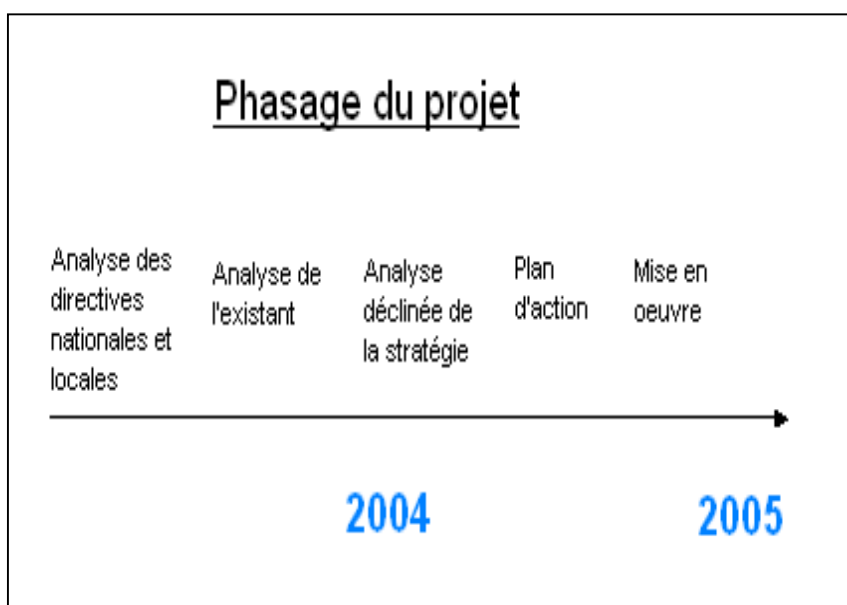 Phasage du projet
Analyse des
directives
nationales et
locales
Analyse de
l'existant
Analyse
déclinée de
la stratégie
Plan
d'action
Mise en
oeuvre
2004
2005